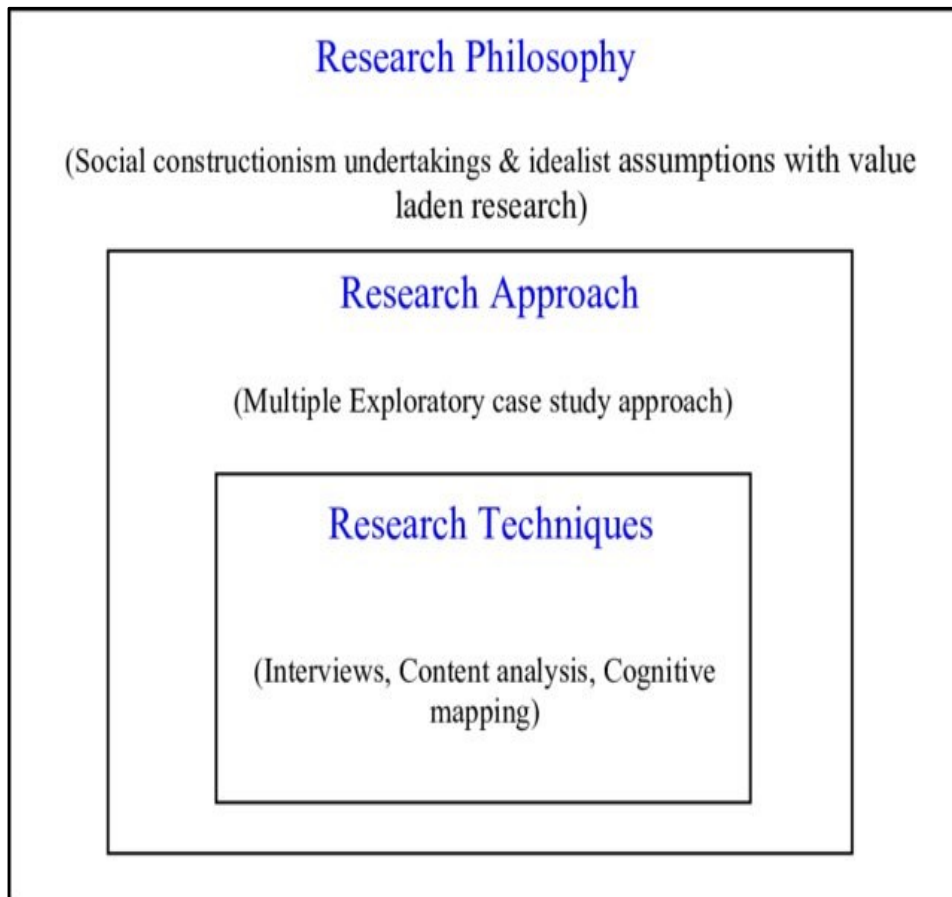 Research Philosophy
(Social constructionism undertakings & idealist assumptions with value
laden research)
Research Approach
(Multiple Exploratory case study approach)
Research Techniques
(Interviews, Content analysis, Cognitive
mapping)